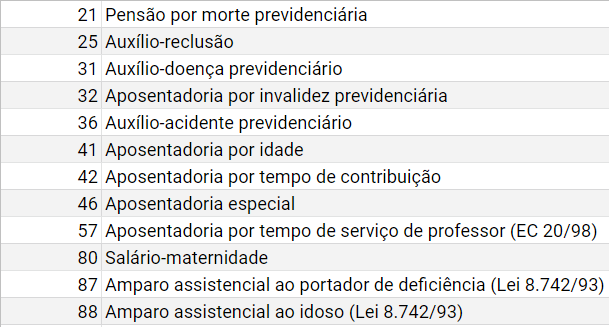 21 Pensão por morte previdenciária
25 Auxílio-reclusão
31 Auxílio-doença previdenciário
32 Aposentadoria por invalidez previdenciária
36 Auxílio-acidente previdenciário
41 Aposentadoria por idade
42 Aposentadoria por tempo de contribuição
46 Aposentadoria especial
57 Aposentadoria por tempo de serviço de professor (EC 20/98)
80 Salário-maternidade
87 Amparo assistencial ao portador de deficiência (Lei 8.742/93)
88 Amparo assistencial ao idoso (Lei 8.742/93)